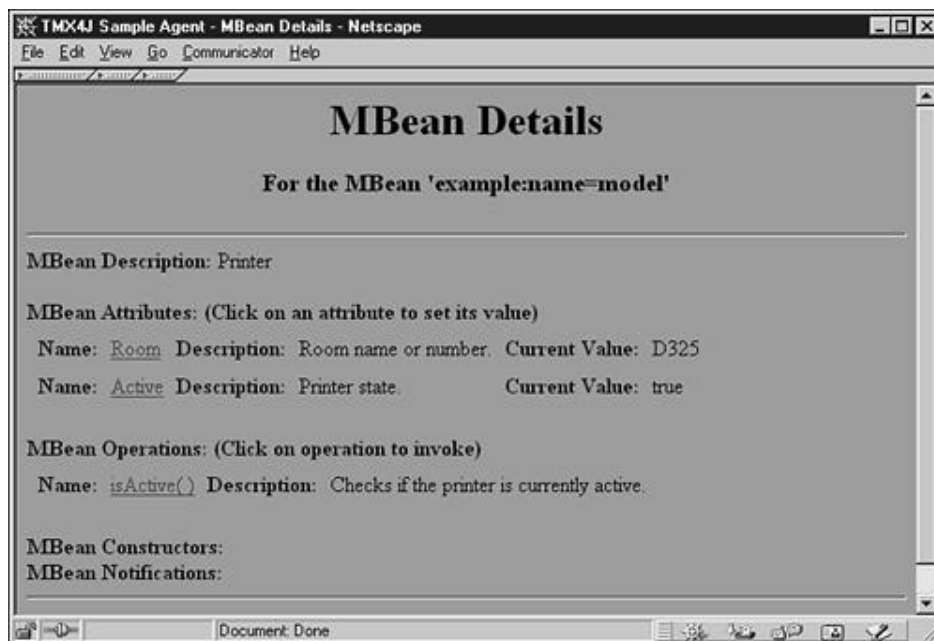 TMX4J Sample Agent - MBean Details - Netscape
File Edit View Go Communicator Help
MBean Details
For the MBean 'example:name=model'
MBean Description: Printer
MBean Attributes: (Click on an attribute to set its value)
Name: Room Description: Room name or number. Current Value: D325
Name: Active Description: Printer state. Current Value: true
MBean Operations: (Click on operation to invoke)
Name: isActive() Description: Checks if the printer is currently active.
MBean Constructors:
MBean Notifications:
Document: Done